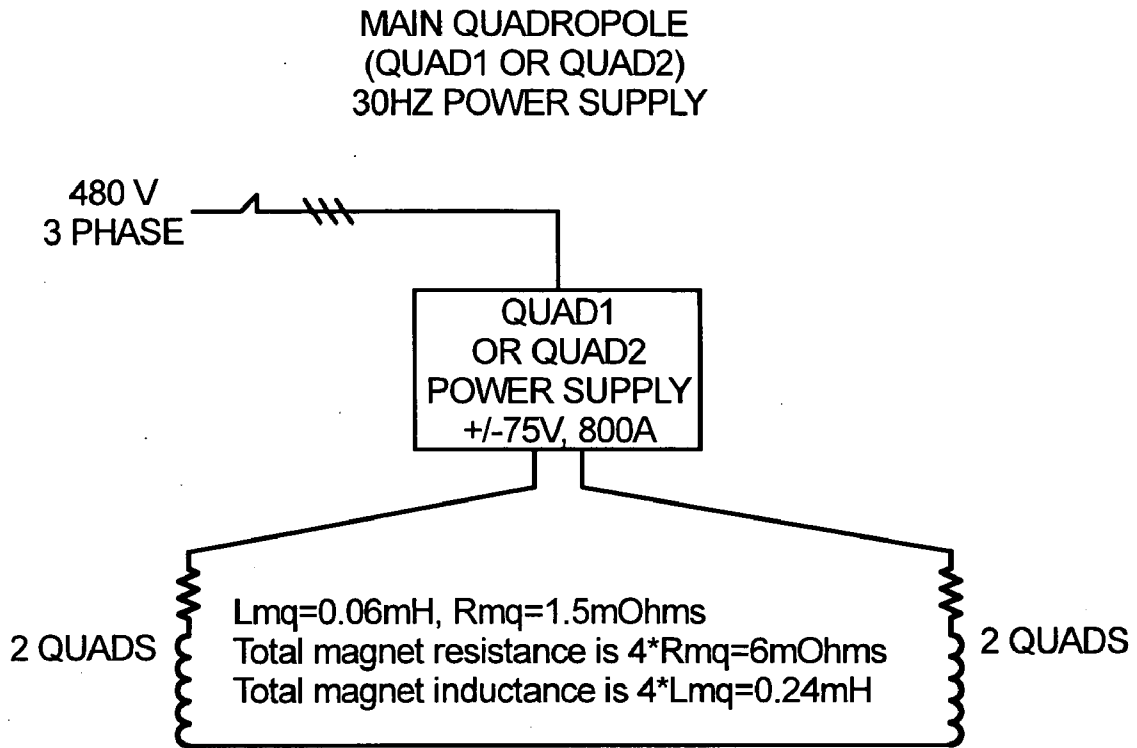 MAIN QUADROPOLE
(QUAD1 OR QUAD2)
30HZ POWER SUPPLY
480 V
3 PHASE
QUAD1
OR QUAD2
POWER SUPPLY
+/-75V, 800A
Lmq=0.06mH, Rmq=1.5mOhms
2 QUADS
Total magnet resistance is 4*Rmq=6mOhms
2 QUADS
Total magnet inductance is 4*Lmq=0.24mH